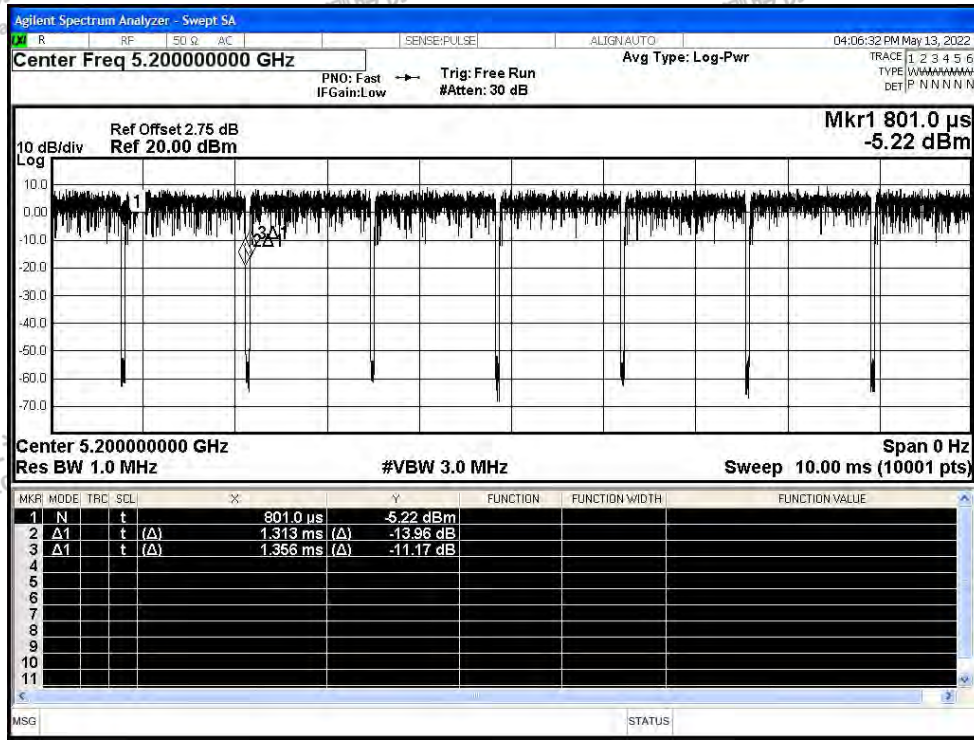 Agilent Spectrum Analyzer - Swept SA
LXI R RF 50 Ω AC SENSE:PULSE ALIGN AUTO 04:06:32 PM May 13, 2022
Center Freq 5.200000000 GHz
PNO: Fast
IFGain:Low
Trig: Free Run
#Atten: 30 dB
Avg Type: Log-Pwr
TRACE 1 2 3 4 5 6
TYPE WWWWWW
DET P N N N N N
Mkr1 801.0 µs
-5.22 dBm
Ref Offset 2.75 dB
10 dB/div Ref 20.00 dBm
Log
10.0
0.00
-10.0
-20.0
-30.0
-40.0
-50.0
-60.0
-70.0
1
3Δ1
2Δ1
Center 5.200000000 GHz Span 0 Hz
Res BW 1.0 MHz #VBW 3.0 MHz Sweep 10.00 ms (10001 pts)
MKR MODE TRC SCL X Y FUNCTION FUNCTION WIDTH FUNCTION VALUE
1 N t 801.0 µs -5.22 dBm
2 Δ1 t (Δ) 1.313 ms (Δ) -13.96 dB
3 Δ1 t (Δ) 1.356 ms (Δ) -11.17 dB
4
5
6
7
8
9
10
11
MSG STATUS